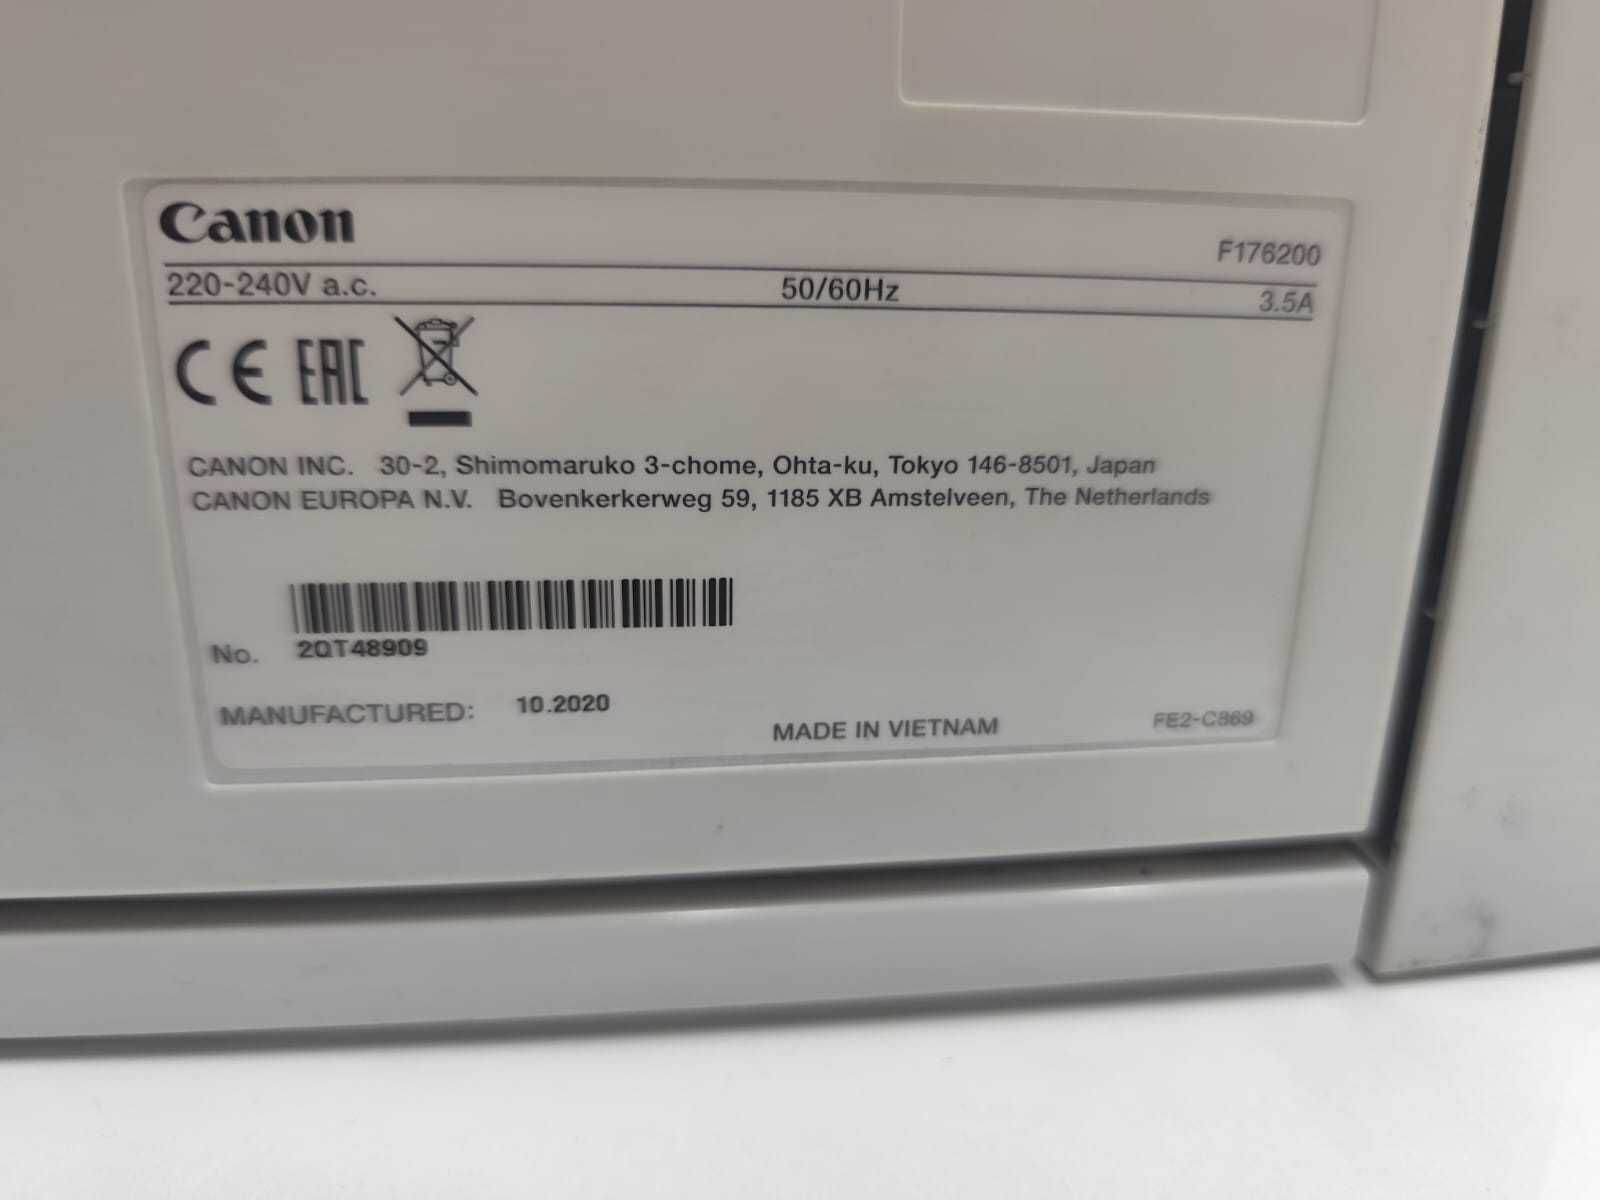 Canon
F176200
220-240V a.c. 50/60Hz 3.5A
CE EAC
CANON INC. 30-2, Shimomaruko 3-chome, Ohta-ku, Tokyo 146-8501, Japan
CANON EUROPA N.V. Bovenkerkerweg 59, 1185 XB Amstelveen, The Netherlands
No. 2QT48909
MANUFACTURED: 10.2020
MADE IN VIETNAM
FE2-C869